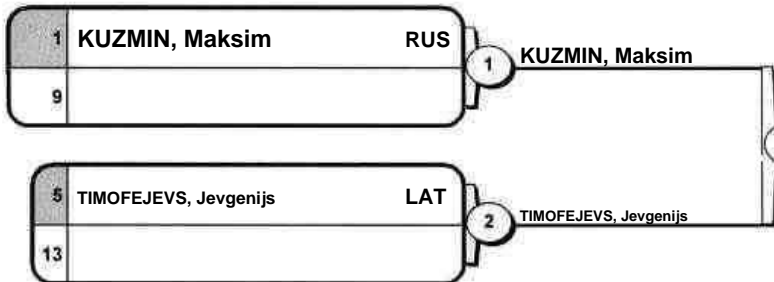 1 KUZMIN, Maksim RUS
1 KUZMIN, Maksim
9
5 TIMOFEJEVS, Jevgenijs LAT
2 TIMOFEJEVS, Jevgenijs
13